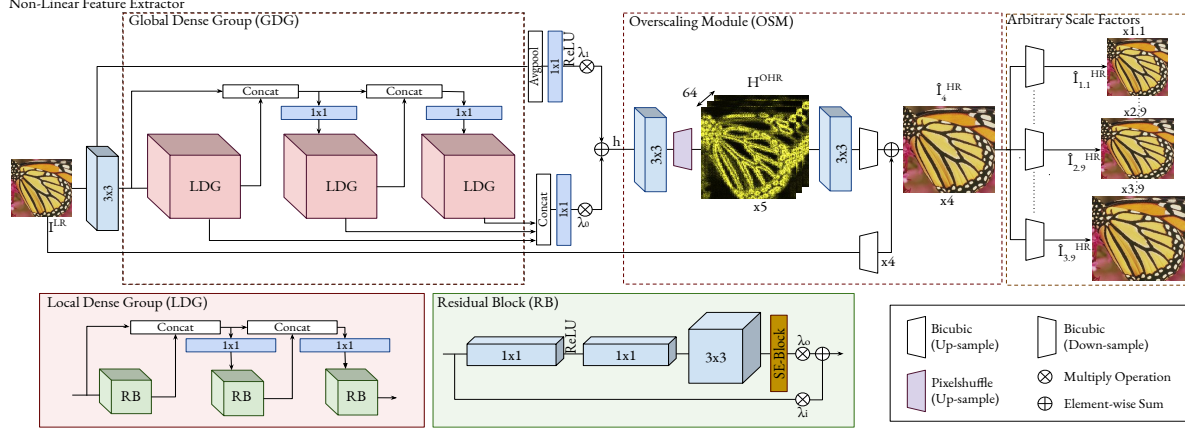 Non-Linear Feature Extractor
Global Dense Group (GDG)
Overscaling Module (OSM)
Arbitrary Scale Factors
Concat
Concat
1x1
1x1
LDG
LDG
LDG
3x3
I^LR
Avgpool
1x1
ReLU
λ₁
Concat
1x1
λ₀
h
3x3
64
H^OHR
x5
3x3
x4
Î₄^HR
x4
x1.1
Î₁.₁^HR
x2.9
Î₂.₉^HR
x3.9
Î₃.₉^HR
Local Dense Group (LDG)
Concat
Concat
1x1
1x1
RB
RB
RB
Residual Block (RB)
1x1
ReLU
1x1
3x3
SE-Block
λo
λi
Bicubic
(Up-sample)
Bicubic
(Down-sample)
Pixelshuffle
(Up-sample)
Multiply Operation
Element-wise Sum